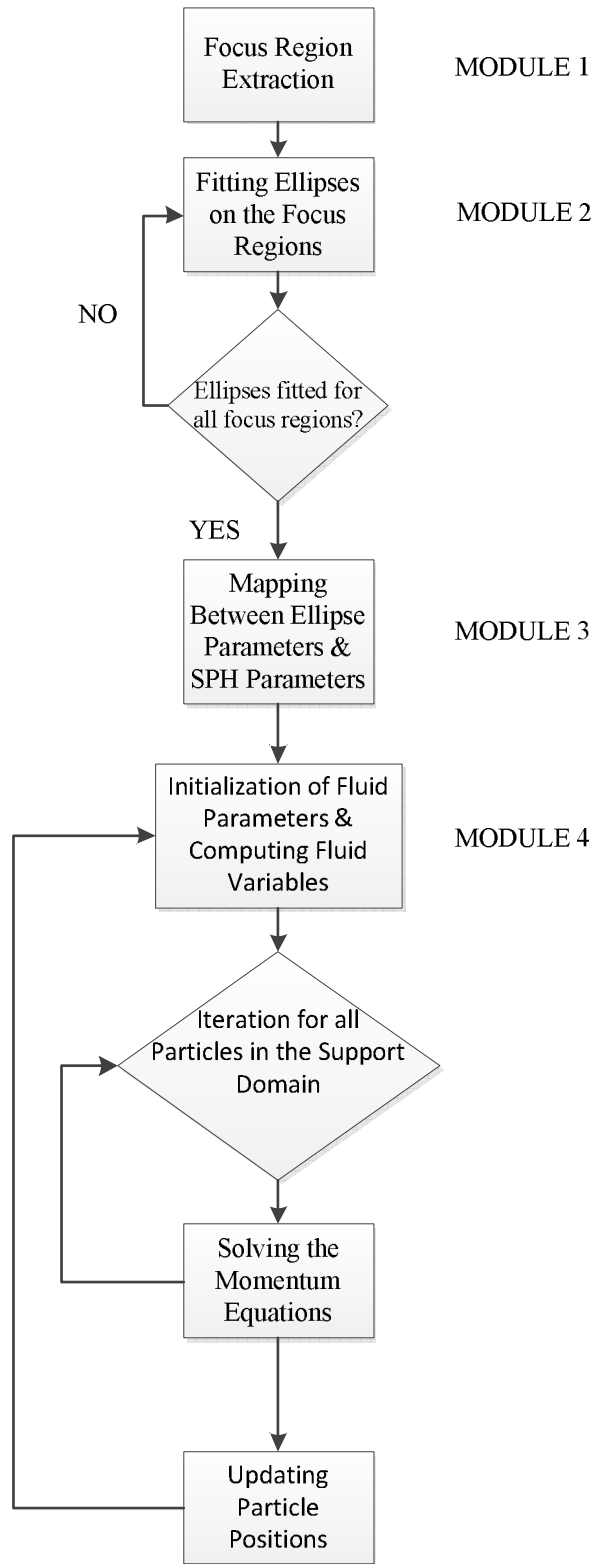 Focus Region
Extraction
MODULE 1
Fitting Ellipses
on the Focus
Regions
MODULE 2
NO
Ellipses fitted for
all focus regions?
YES
Mapping
Between Ellipse
Parameters &
SPH Parameters
MODULE 3
Initialization of Fluid
Parameters &
Computing Fluid
Variables
MODULE 4
Iteration for all
Particles in the Support
Domain
Solving the
Momentum
Equations
Updating
Particle
Positions